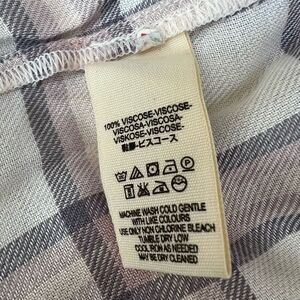 100% VISCOSE-VISCOSE-
VISCOSA-VISCOSA-
VISKOSE-VISCOSE-
ビスコース
MACHINE WASH COLD GENTLE
WITH LIKE COLOURS
USE ONLY NON CHLORINE BLEACH
TUMBLE DRY LOW
COOL IRON AS NEEDED
MAY BE DRY CLEANED